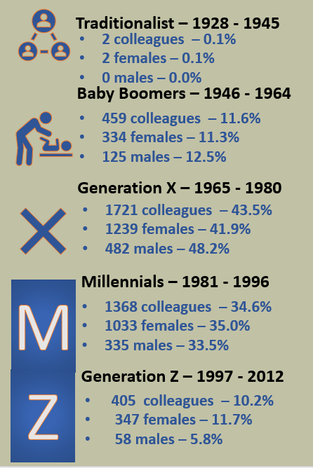 Traditionalist – 1928 - 1945
• 2 colleagues – 0.1%
• 2 females – 0.1%
• 0 males – 0.0%
Baby Boomers – 1946 - 1964
• 459 colleagues – 11.6%
• 334 females – 11.3%
• 125 males – 12.5%
Generation X – 1965 - 1980
• 1721 colleagues – 43.5%
• 1239 females – 41.9%
• 482 males – 48.2%
M
Millennials – 1981 - 1996
• 1368 colleagues – 34.6%
• 1033 females – 35.0%
• 335 males – 33.5%
Z
Generation Z – 1997 - 2012
• 405 colleagues – 10.2%
• 347 females – 11.7%
• 58 males – 5.8%